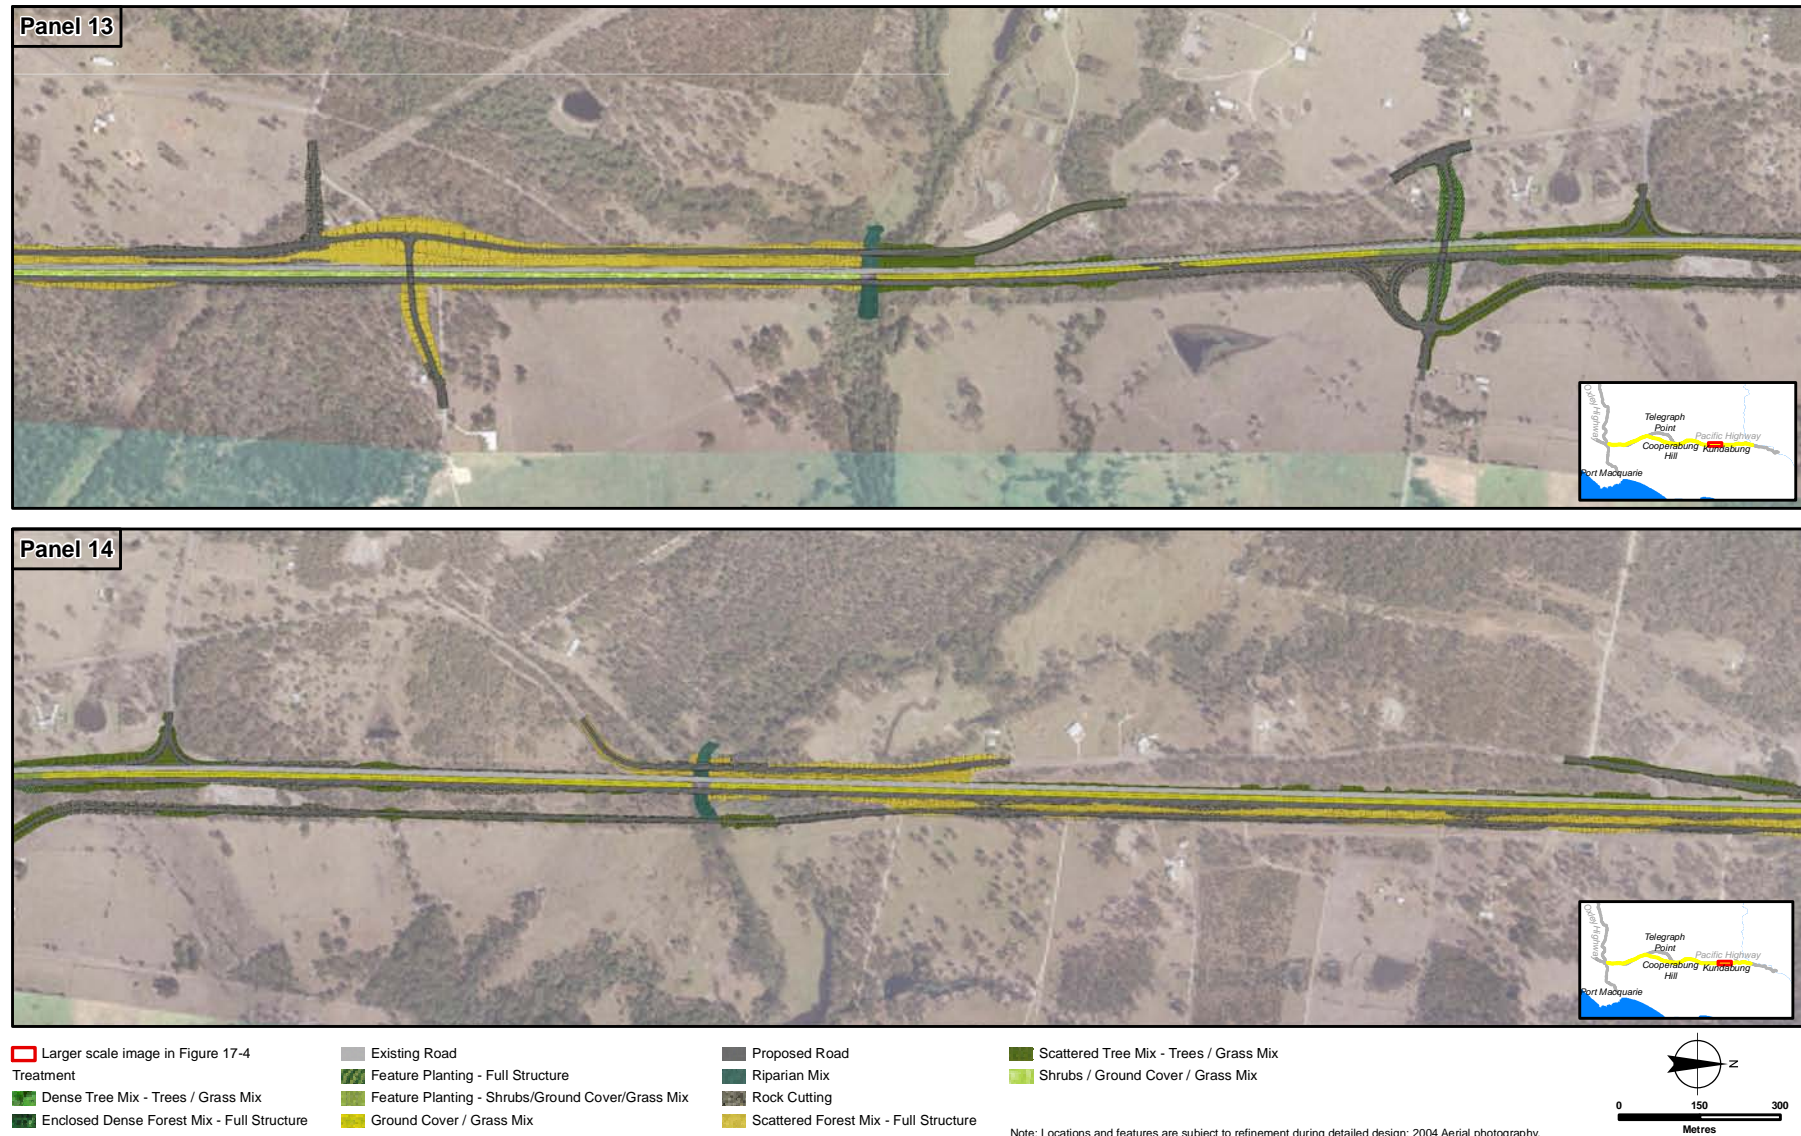 Panel 13
Oxley Highway
Telegraph
Point
Pacific Highway
Cooperabung
Hill
Kundabung
Port Macquarie
Panel 14
Oxley Highway
Telegraph
Point
Pacific Highway
Cooperabung
Hill
Kundabung
Port Macquarie
Larger scale image in Figure 17-4
Treatment
Dense Tree Mix - Trees / Grass Mix
Enclosed Dense Forest Mix - Full Structure
Existing Road
Feature Planting - Full Structure
Feature Planting - Shrubs/Ground Cover/Grass Mix
Ground Cover / Grass Mix
Proposed Road
Riparian Mix
Rock Cutting
Scattered Forest Mix - Full Structure
Scattered Tree Mix - Trees / Grass Mix
Shrubs / Ground Cover / Grass Mix
N
0 150 300
Metres
Note: Locations and features are subject to refinement during detailed design; 2004 Aerial photography.